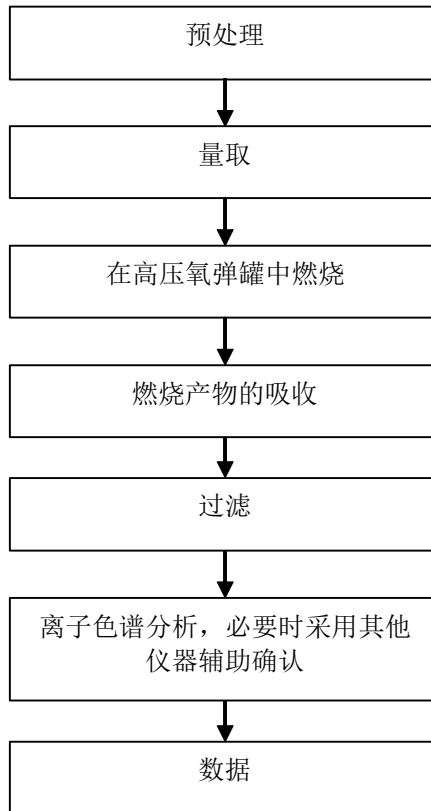 预处理
量取
在高压氧弹罐中燃烧
燃烧产物的吸收
过滤
离子色谱分析，必要时采用其他
仪器辅助确认
数据